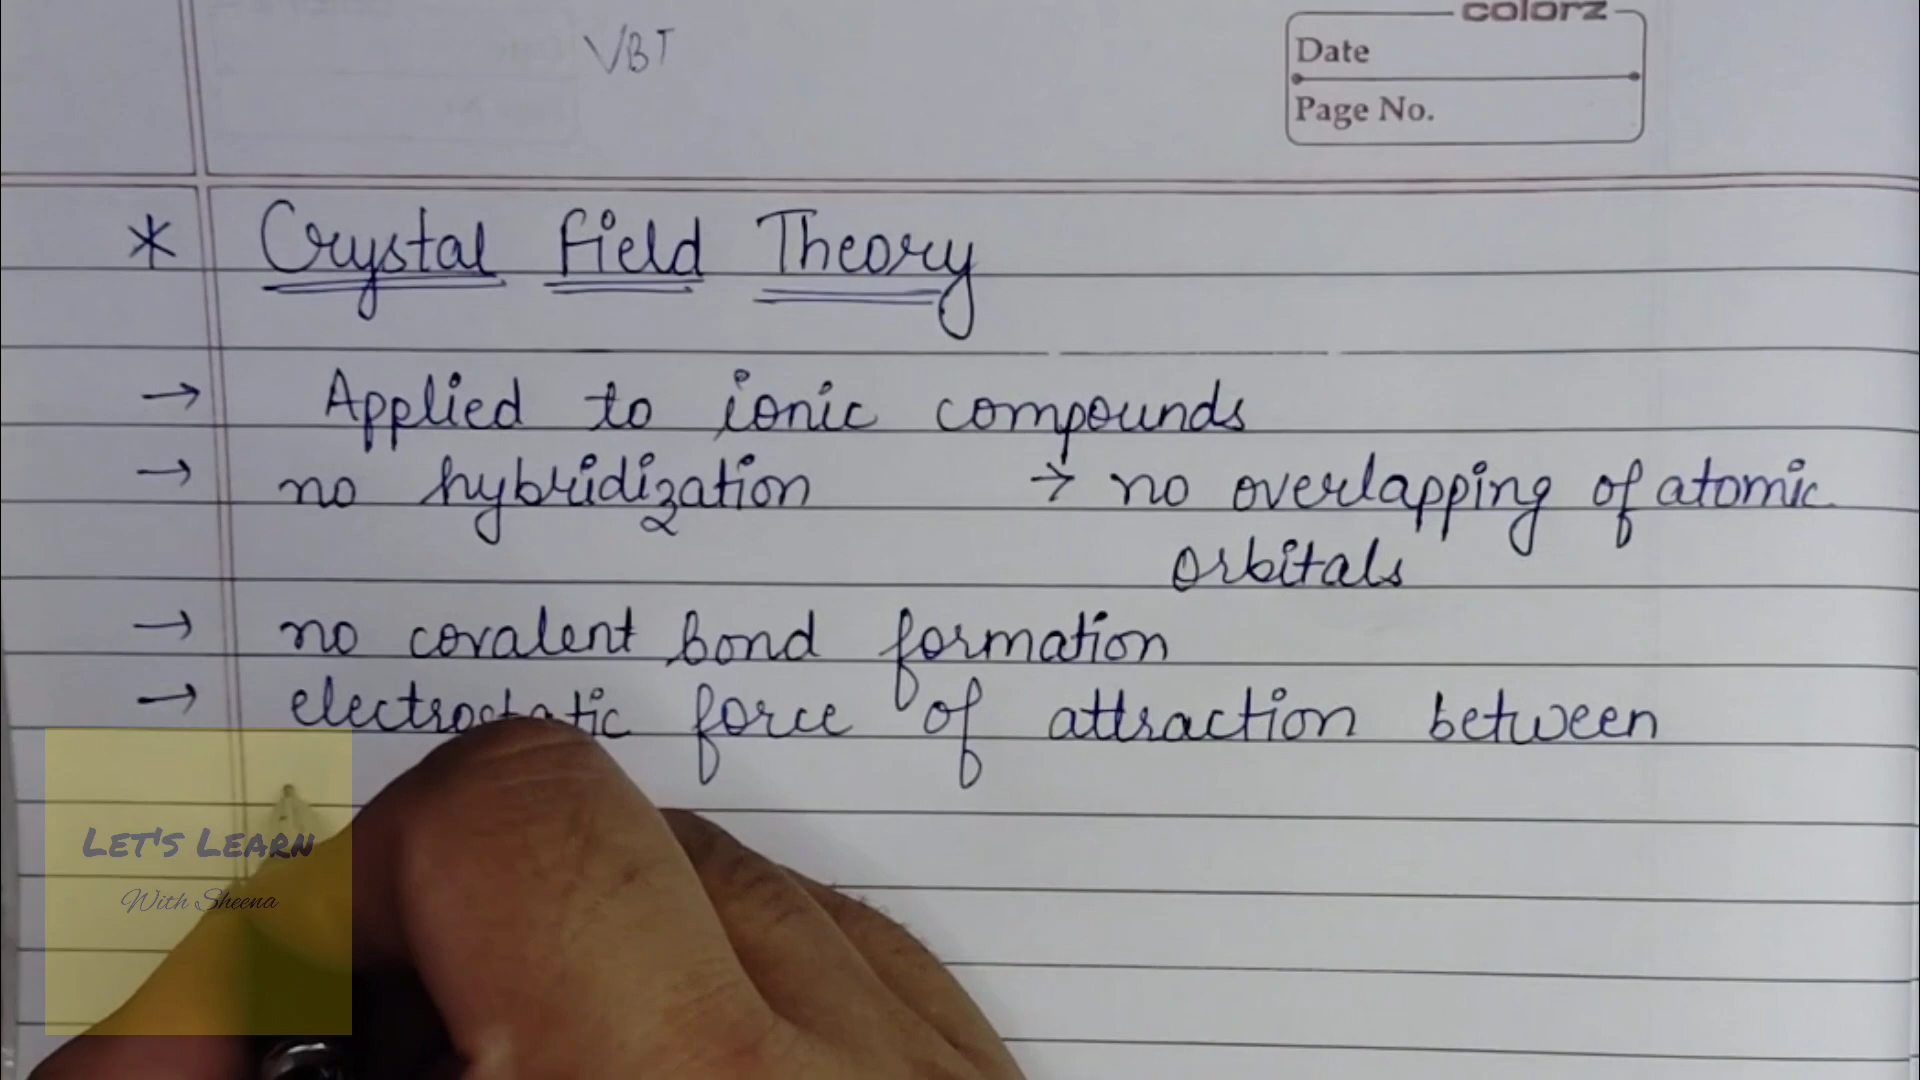 colorz
VBT
Date
Page No.
* Crystal Field Theory
→ Applied to ionic compounds
→ no hybridization → no overlapping of atomic
orbitals
→ no covalent bond formation
→ electrostatic force of attraction between
LET'S LEARN
With Sheena